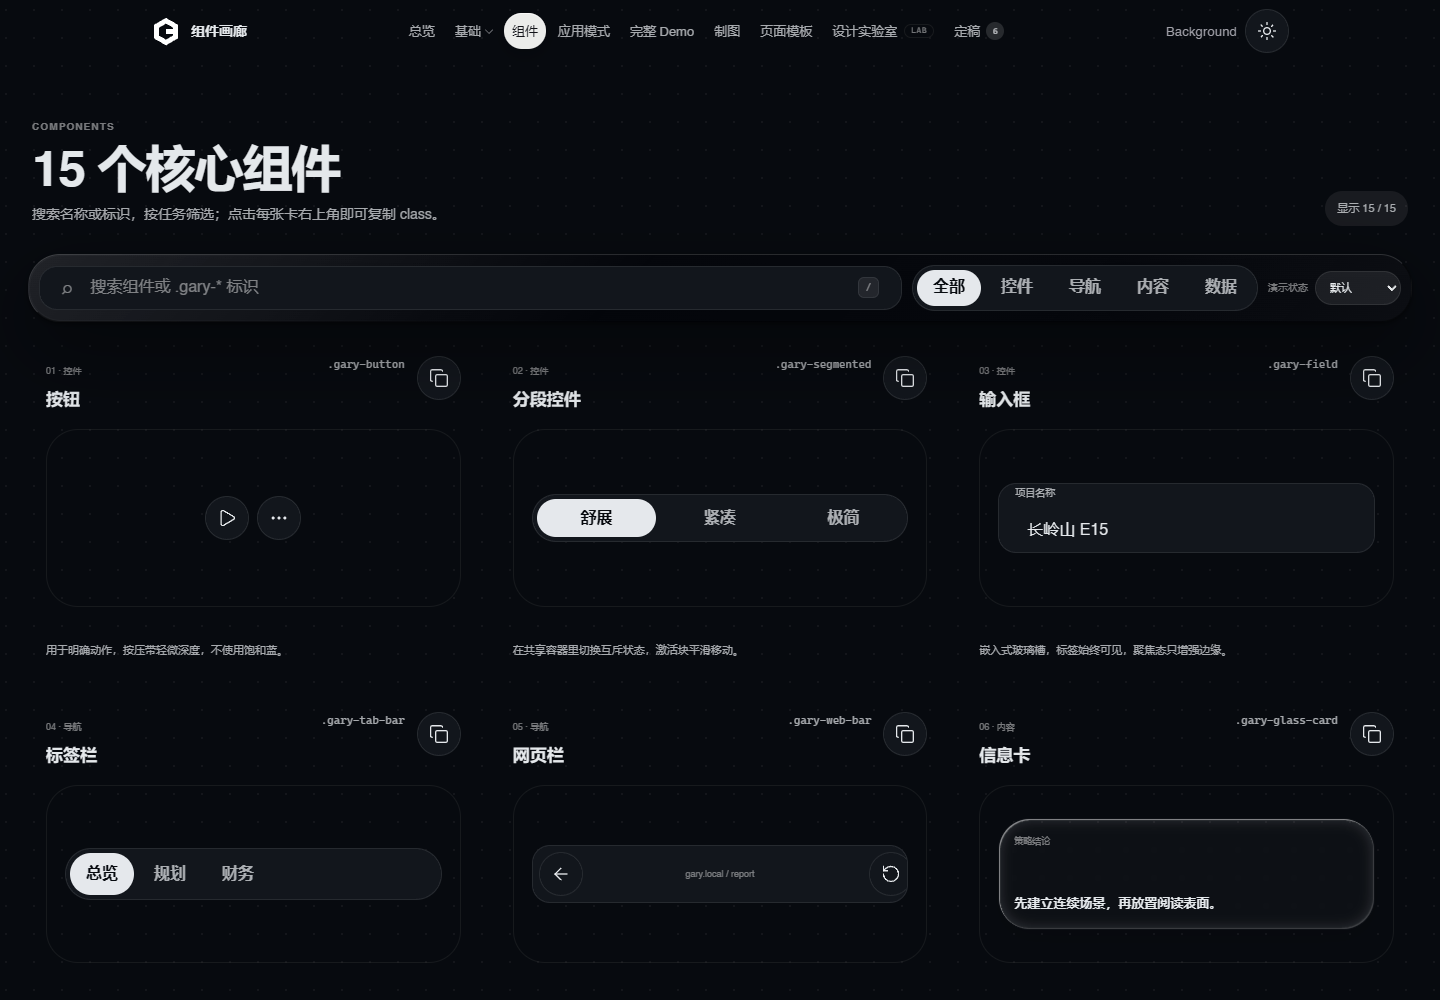 组件画廊
总览 基础 组件 应用模式 完整 Demo 制图 页面模板 设计实验室 LAB 定稿 6
Background
COMPONENTS
15 个核心组件
搜索名称或标识，按任务筛选；点击每张卡右上角即可复制 class。
显示 15 / 15
搜索组件或 .gary-* 标识 /
全部 控件 导航 内容 数据
演示状态 默认
01 · 控件 .gary-button
按钮
用于明确动作，按压带轻微深度，不使用饱和蓝。
02 · 控件 .gary-segmented
分段控件
舒展 紧凑 极简
在共享容器里切换互斥状态，激活块平滑移动。
03 · 控件 .gary-field
输入框
项目名称
长岭山 E15
嵌入式玻璃槽，标签始终可见，聚焦态只增强边缘。
04 · 导航 .gary-tab-bar
标签栏
总览 规划 财务
05 · 导航 .gary-web-bar
网页栏
gary.local / report
06 · 内容 .gary-glass-card
信息卡
策略结论
先建立连续场景，再放置阅读表面。